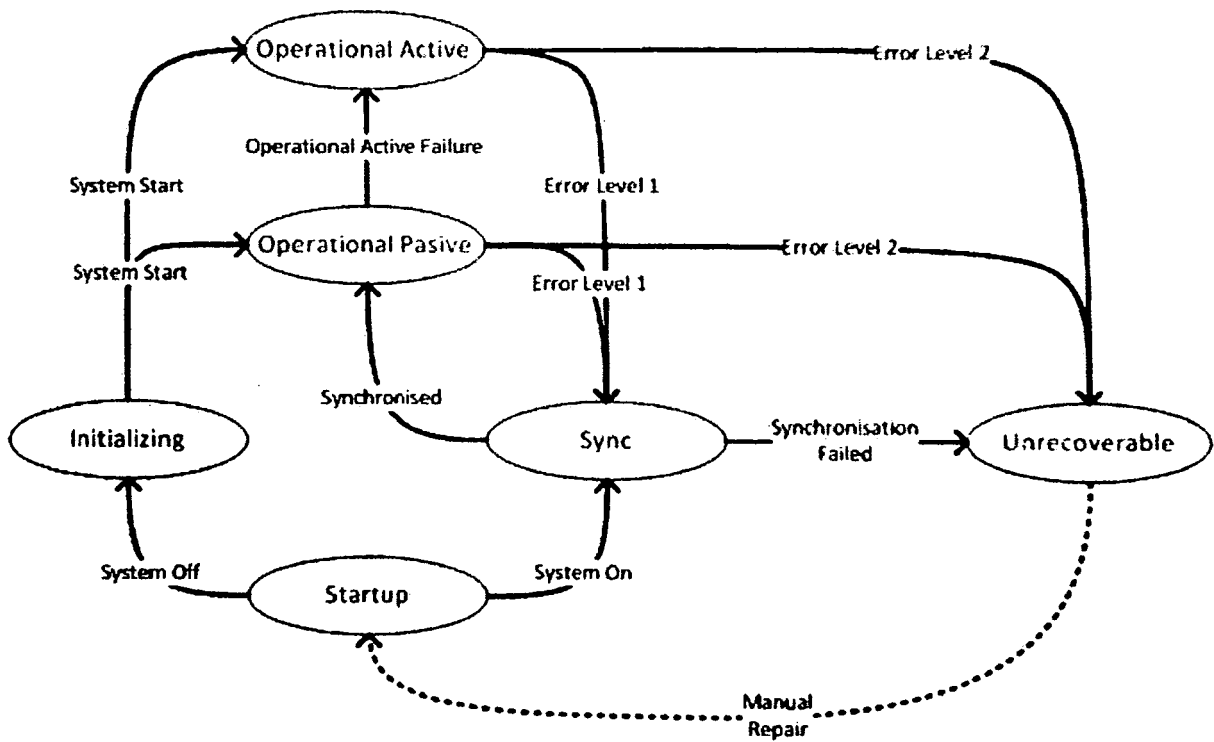 Operational Active
Error Level 2
Operational Active Failure
System Start
Error Level 1
Operational Pasive
Error Level 2
System Start
Error Level 1
Synchronised
Initializing
Sync
Synchronisation
Failed
Unrecoverable
System Off
System On
Startup
Manual
Repair